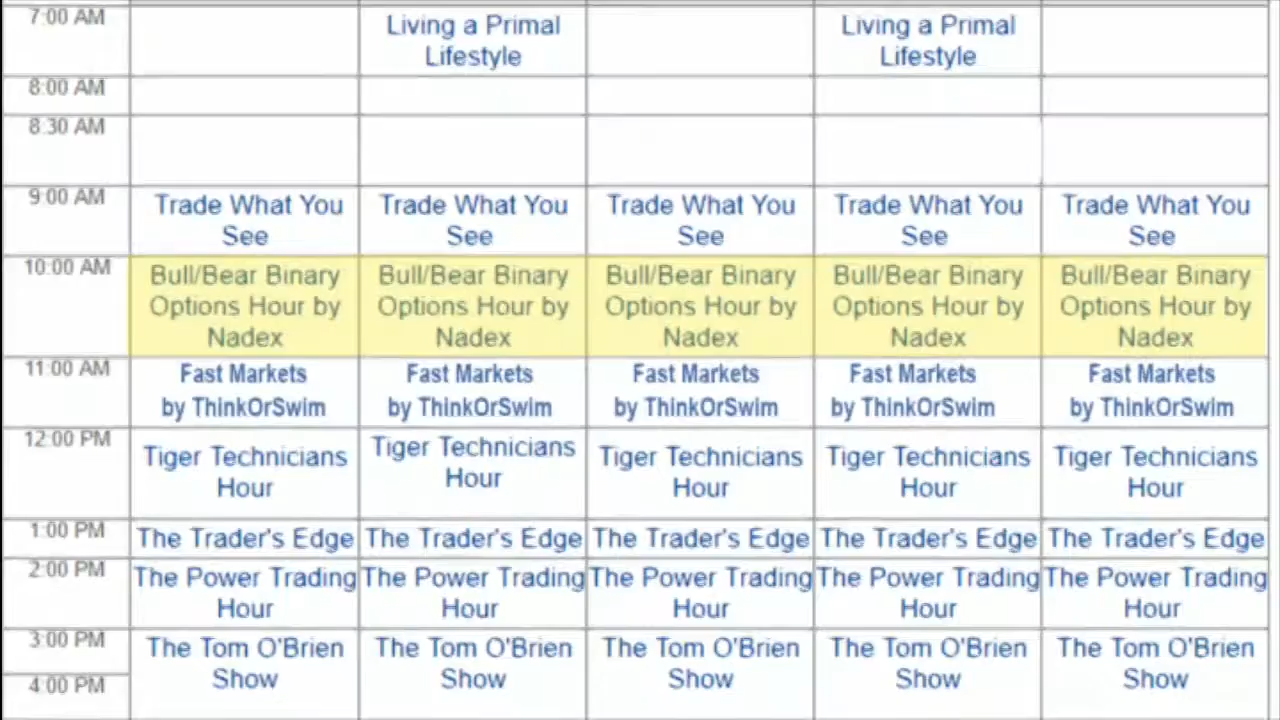 7:00 AM
Living a Primal
Lifestyle
Living a Primal
Lifestyle
8:00 AM
8:30 AM
9:00 AM
Trade What You
See
Trade What You
See
Trade What You
See
Trade What You
See
Trade What You
See
10:00 AM
Bull/Bear Binary
Options Hour by
Nadex
Bull/Bear Binary
Options Hour by
Nadex
Bull/Bear Binary
Options Hour by
Nadex
Bull/Bear Binary
Options Hour by
Nadex
Bull/Bear Binary
Options Hour by
Nadex
11:00 AM
Fast Markets
by ThinkOrSwim
Fast Markets
by ThinkOrSwim
Fast Markets
by ThinkOrSwim
Fast Markets
by ThinkOrSwim
Fast Markets
by ThinkOrSwim
12:00 PM
Tiger Technicians
Hour
Tiger Technicians
Hour
Tiger Technicians
Hour
Tiger Technicians
Hour
Tiger Technicians
Hour
1:00 PM
The Trader's Edge
The Trader's Edge
The Trader's Edge
The Trader's Edge
The Trader's Edge
2:00 PM
The Power Trading
Hour
The Power Trading
Hour
The Power Trading
Hour
The Power Trading
Hour
The Power Trading
Hour
3:00 PM
The Tom O'Brien
Show
The Tom O'Brien
Show
The Tom O'Brien
Show
The Tom O'Brien
Show
The Tom O'Brien
Show
4:00 PM